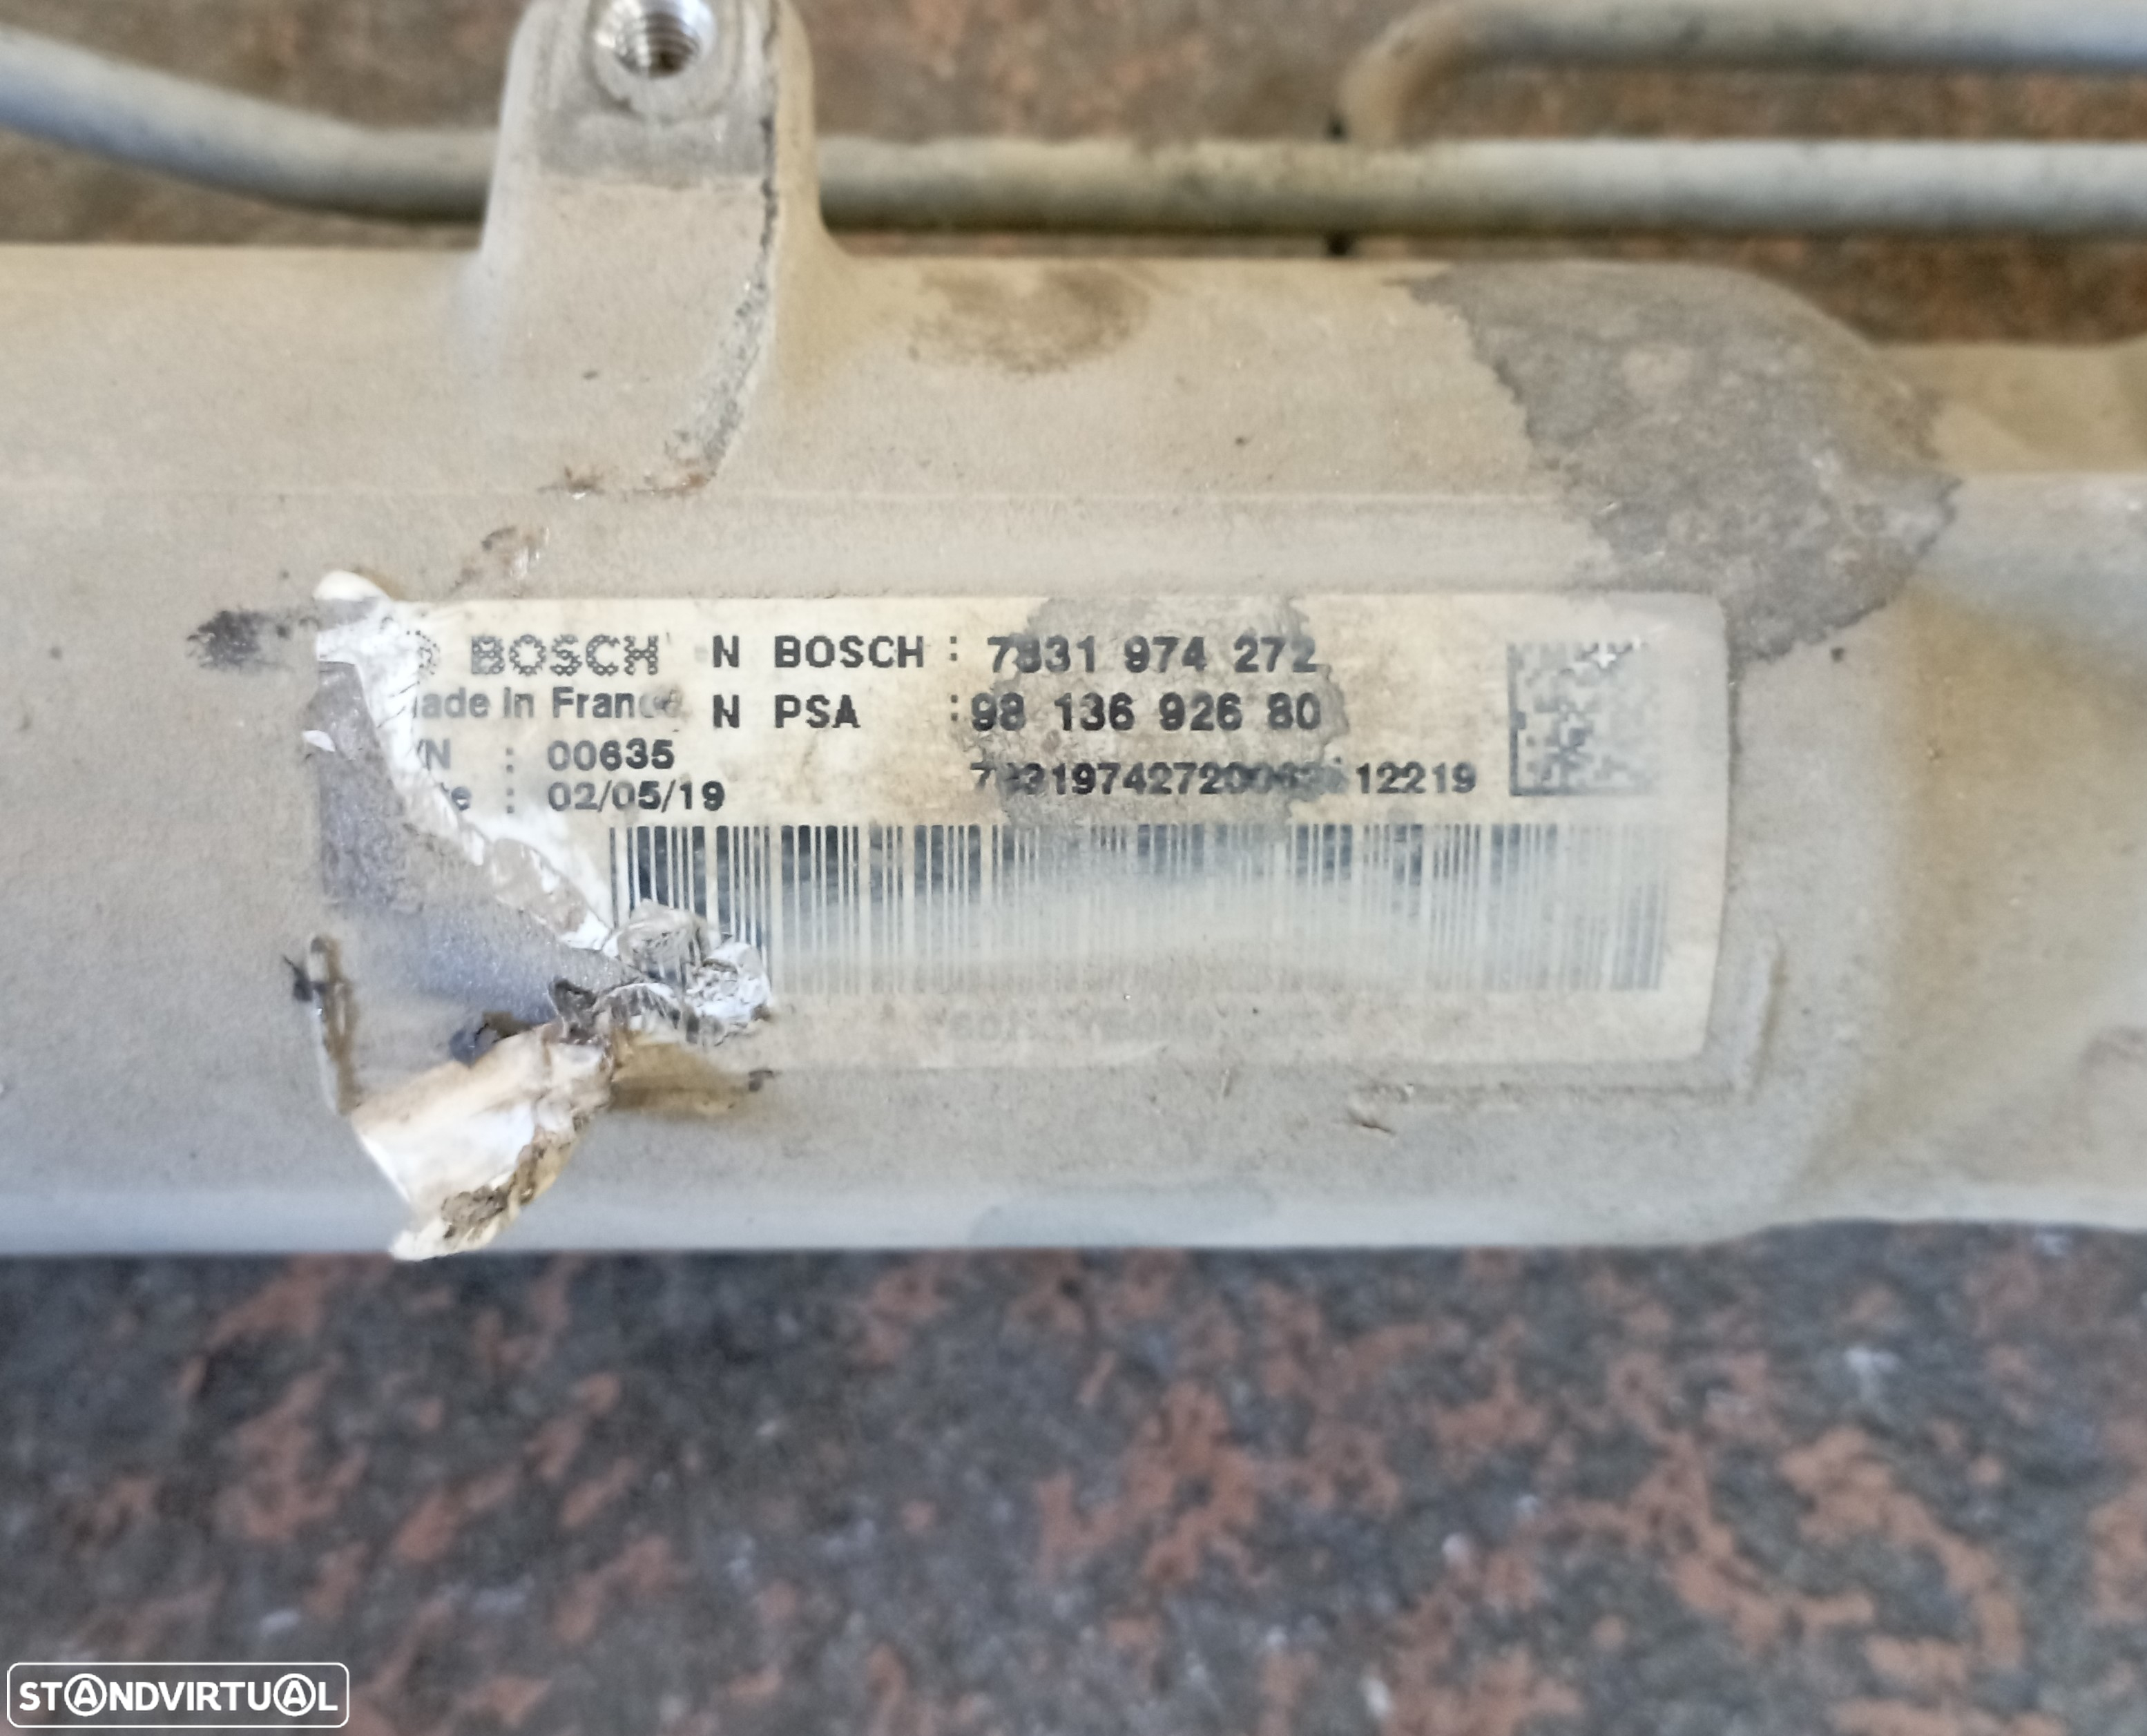 BOSCH N BOSCH : 7831 974 272
Made in France N PSA : 98 136 926 80
/N : 00635
te : 02/05/19
12219
STANDVIRTUAL